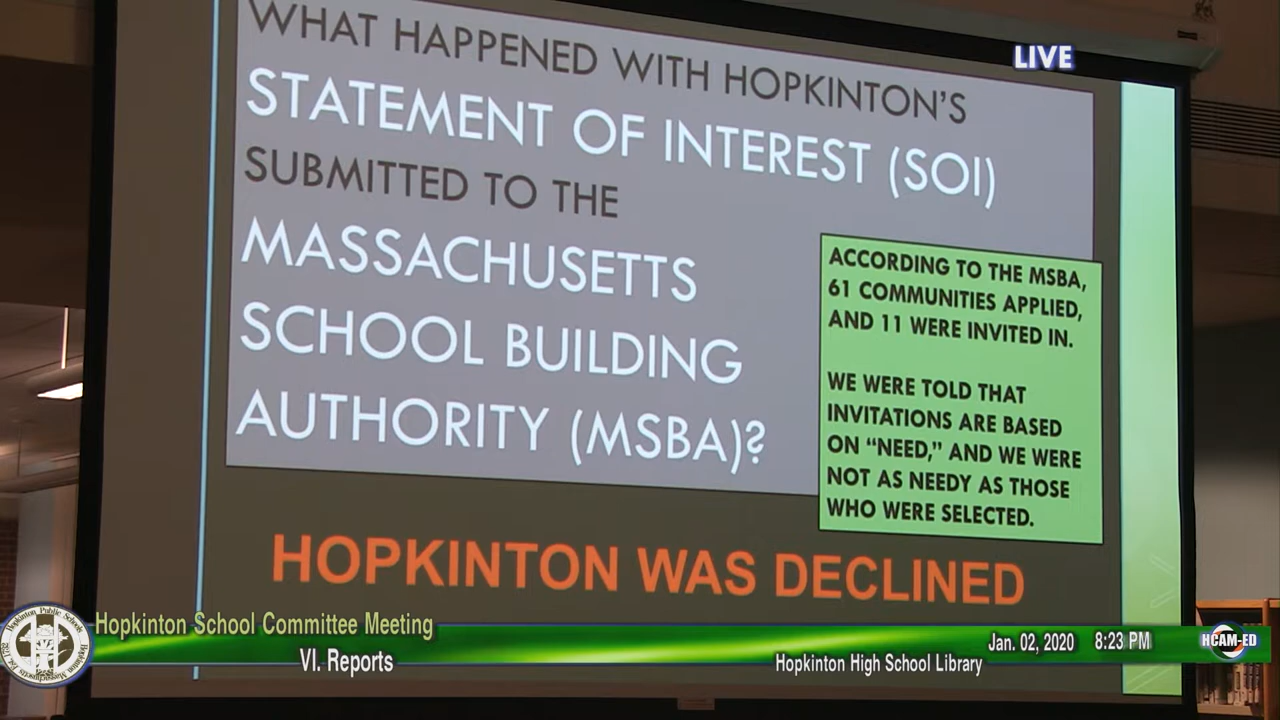 LIVE
WHAT HAPPENED WITH HOPKINTON'S
STATEMENT OF INTEREST (SOI)
SUBMITTED TO THE
MASSACHUSETTS
SCHOOL BUILDING
AUTHORITY (MSBA)?
ACCORDING TO THE MSBA,
61 COMMUNITIES APPLIED,
AND 11 WERE INVITED IN.
WE WERE TOLD THAT
INVITATIONS ARE BASED
ON “NEED,” AND WE WERE
NOT AS NEEDY AS THOSE
WHO WERE SELECTED.
HOPKINTON WAS DECLINED
Hopkinton School Committee Meeting
VI. Reports
Jan. 02, 2020 8:23 PM
Hopkinton High School Library
HCAM-ED
Hopkinton Public Schools